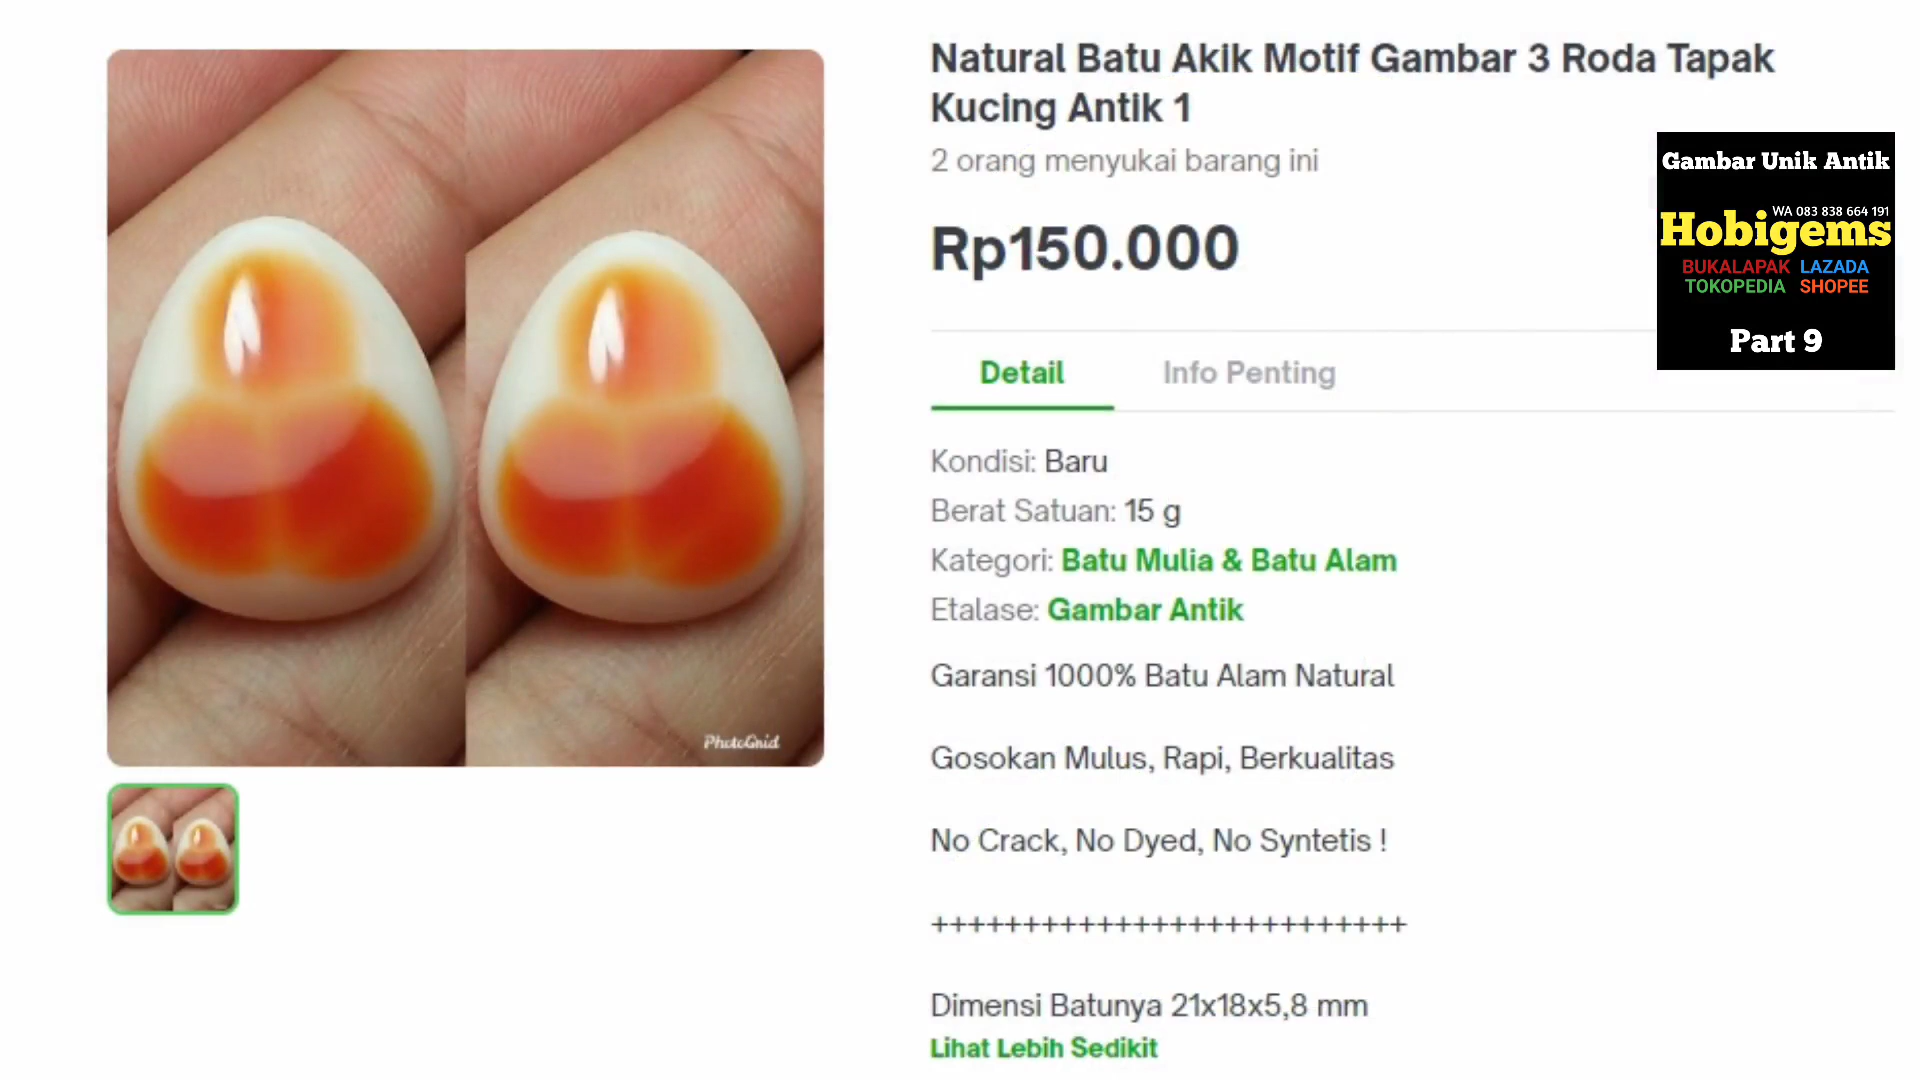 Natural Batu Akik Motif Gambar 3 Roda Tapak
Kucing Antik 1
2 orang menyukai barang ini
Rp150.000
Detail
Info Penting
Kondisi: Baru
Berat Satuan: 15 g
Kategori: Batu Mulia & Batu Alam
Etalase: Gambar Antik
Garansi 1000% Batu Alam Natural
Gosokan Mulus, Rapi, Berkualitas
No Crack, No Dyed, No Syntetis !
++++++++++++++++++++++++++
Dimensi Batunya 21x18x5,8 mm
Lihat Lebih Sedikit
Gambar Unik Antik
WA 083 838 664 191
Hobigems
BUKALAPAK LAZADA
TOKOPEDIA SHOPEE
Part 9
PhotoGrid